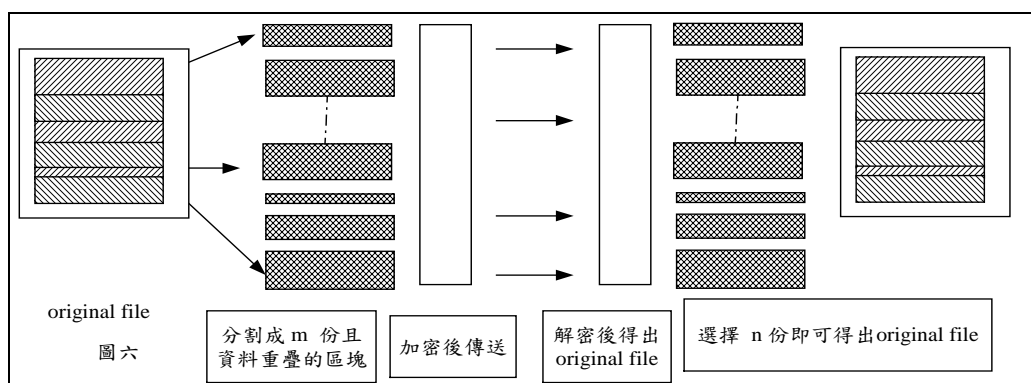 original file
圖六
分割成 m 份且
資料重疊的區塊
加密後傳送
解密後得出
original file
選擇 n 份即可得出original file